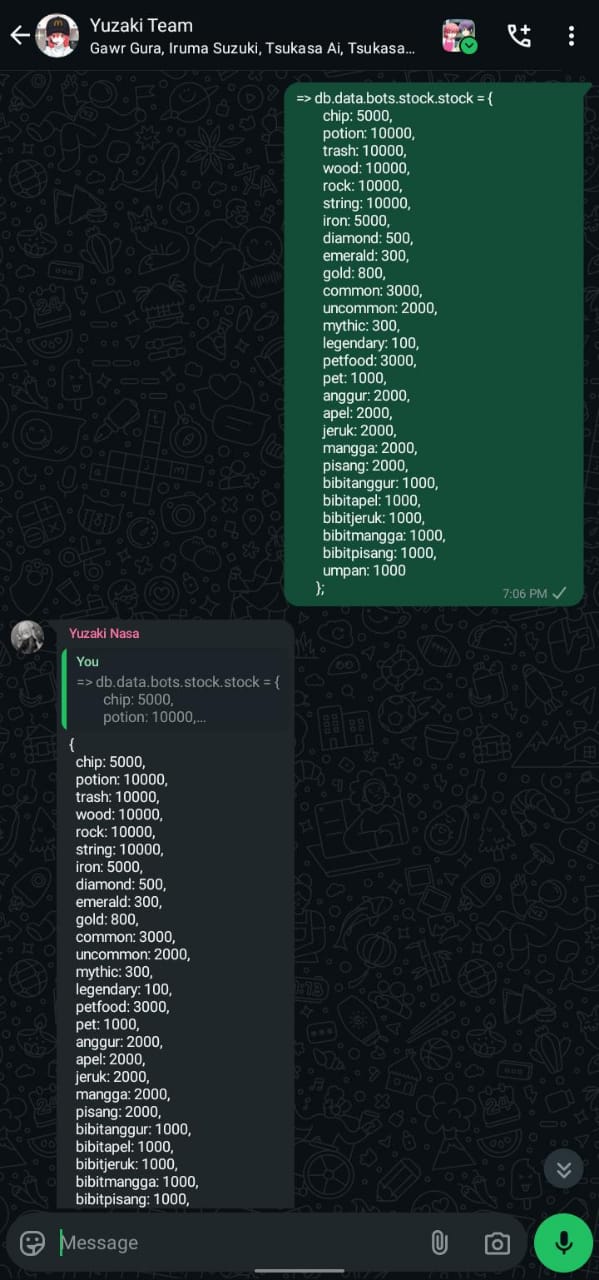 Yuzaki Team
Gawr Gura, Iruma Suzuki, Tsukasa Ai, Tsukasa...
=> db.data.bots.stock.stock = {
chip: 5000,
potion: 10000,
trash: 10000,
wood: 10000,
rock: 10000,
string: 10000,
iron: 5000,
diamond: 500,
emerald: 300,
gold: 800,
common: 3000,
uncommon: 2000,
mythic: 300,
legendary: 100,
petfood: 3000,
pet: 1000,
anggur: 2000,
apel: 2000,
jeruk: 2000,
mangga: 2000,
pisang: 2000,
bibitanggur: 1000,
bibitapel: 1000,
bibitjeruk: 1000,
bibitmangga: 1000,
bibitpisang: 1000,
umpan: 1000
};
7:06 PM
Yuzaki Nasa
You
=> db.data.bots.stock.stock = {
chip: 5000,
potion: 10000,...
{
chip: 5000,
potion: 10000,
trash: 10000,
wood: 10000,
rock: 10000,
string: 10000,
iron: 5000,
diamond: 500,
emerald: 300,
gold: 800,
common: 3000,
uncommon: 2000,
mythic: 300,
legendary: 100,
petfood: 3000,
pet: 1000,
anggur: 2000,
apel: 2000,
jeruk: 2000,
mangga: 2000,
pisang: 2000,
bibitanggur: 1000,
bibitapel: 1000,
bibitjeruk: 1000,
bibitmangga: 1000,
bibitpisang: 1000,
Message